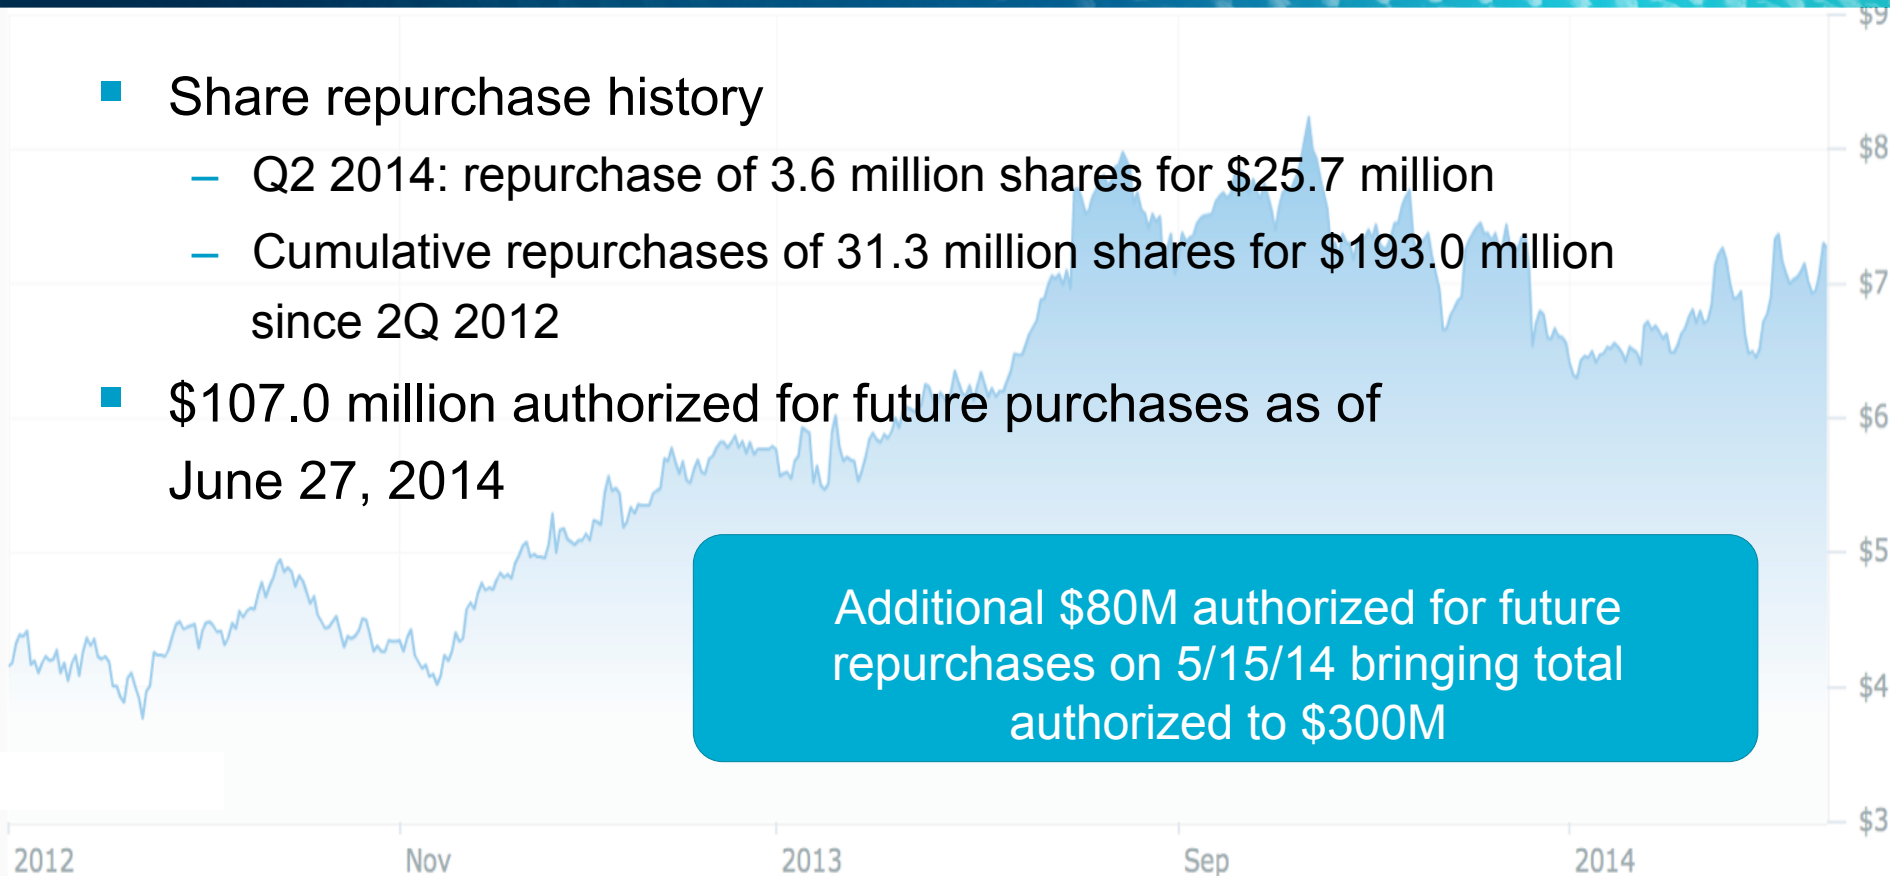 Share repurchase history
– Q2 2014: repurchase of 3.6 million shares for $25.7 million
– Cumulative repurchases of 31.3 million shares for $193.0 million
since 2Q 2012
$107.0 million authorized for future purchases as of
June 27, 2014
Additional $80M authorized for future
repurchases on 5/15/14 bringing total
authorized to $300M
$9
$8
$7
$6
$5
$4
$3
2012 Nov 2013 Sep 2014